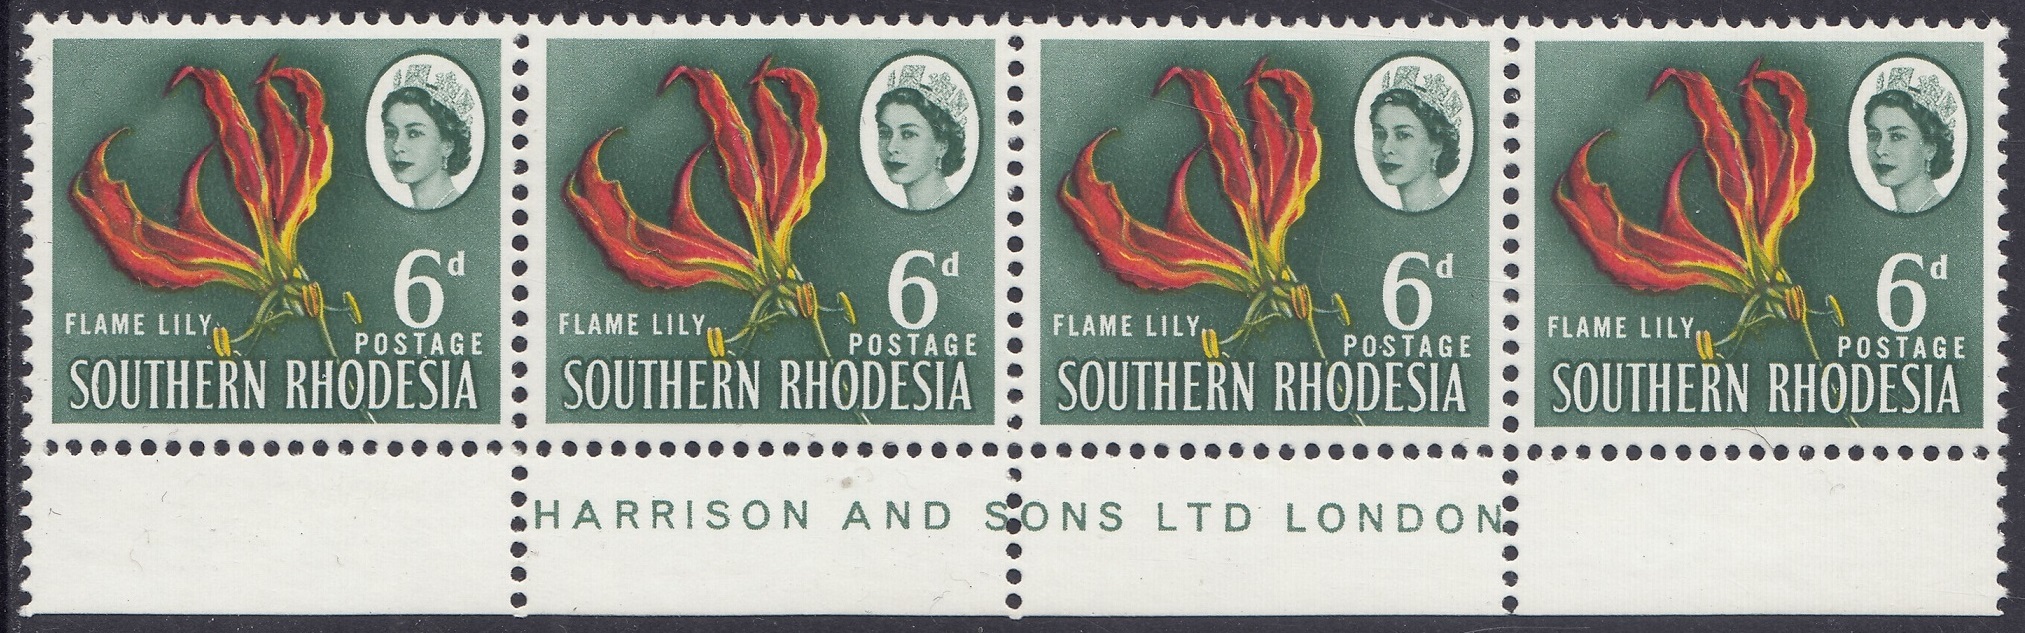 6d
FLAME LILY
POSTAGE
SOUTHERN RHODESIA
6d
FLAME LILY
POSTAGE
SOUTHERN RHODESIA
6d
FLAME LILY
POSTAGE
SOUTHERN RHODESIA
6d
FLAME LILY
POSTAGE
SOUTHERN RHODESIA
HARRISON AND SONS LTD LONDON